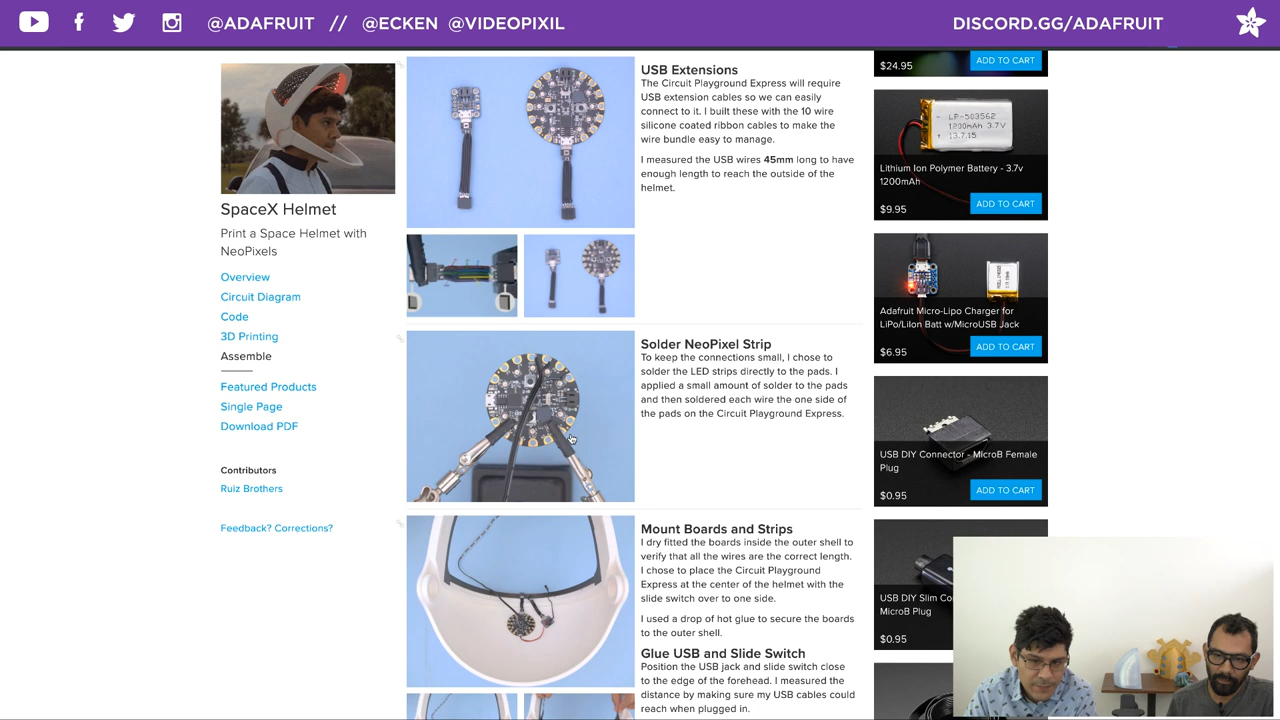 @ADAFRUIT // @ECKEN @VIDEOPIXIL
DISCORD.GG/ADAFRUIT
SpaceX Helmet
Print a Space Helmet with
NeoPixels
Overview
Circuit Diagram
Code
3D Printing
Assemble
Featured Products
Single Page
Download PDF
Contributors
Ruiz Brothers
Feedback? Corrections?
USB Extensions
The Circuit Playground Express will require
USB extension cables so we can easily
connect to it. I built these with the 10 wire
silicone coated ribbon cables to make the
wire bundle easy to manage.
I measured the USB wires 45mm long to have
enough length to reach the outside of the
helmet.
Solder NeoPixel Strip
To keep the connections small, I chose to
solder the LED strips directly to the pads. I
applied a small amount of solder to the pads
and then soldered each wire the one side of
the pads on the Circuit Playground Express.
Mount Boards and Strips
I dry fitted the boards inside the outer shell to
verify that all the wires are the correct length.
I chose to place the Circuit Playground
Express at the center of the helmet with the
slide switch over to one side.
I used a drop of hot glue to secure the boards
to the outer shell.
Glue USB and Slide Switch
Position the USB jack and slide switch close
to the edge of the forehead. I measured the
distance by making sure my USB cables could
reach when plugged in.
$24.95
ADD TO CART
LP-503562
1200mAh 3.7V
Lithium Ion Polymer Battery - 3.7v
1200mAh
$9.95
ADD TO CART
Adafruit Micro-Lipo Charger for
LiPo/LiIon Batt w/MicroUSB Jack
$6.95
ADD TO CART
USB DIY Connector - MicroB Female
Plug
$0.95
ADD TO CART
USB DIY Slim Co
MicroB Plug
$0.95